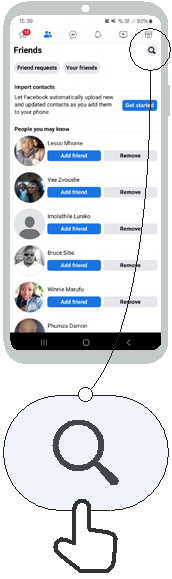 15:39
93%
Friends
Friend requests
Your friends
Import contacts
Let Facebook automatically upload new
and updated contacts as you add them
to your phone.
Get started
People you may know
Lesco Mhonie
Add friend
Remove
Vee Zvoushe
Add friend
Remove
Imolathile Luniko
Add friend
Remove
Bruce Sibs
Add friend
Remove
Winnie Marufu
Add friend
Remove
Phumza Damon